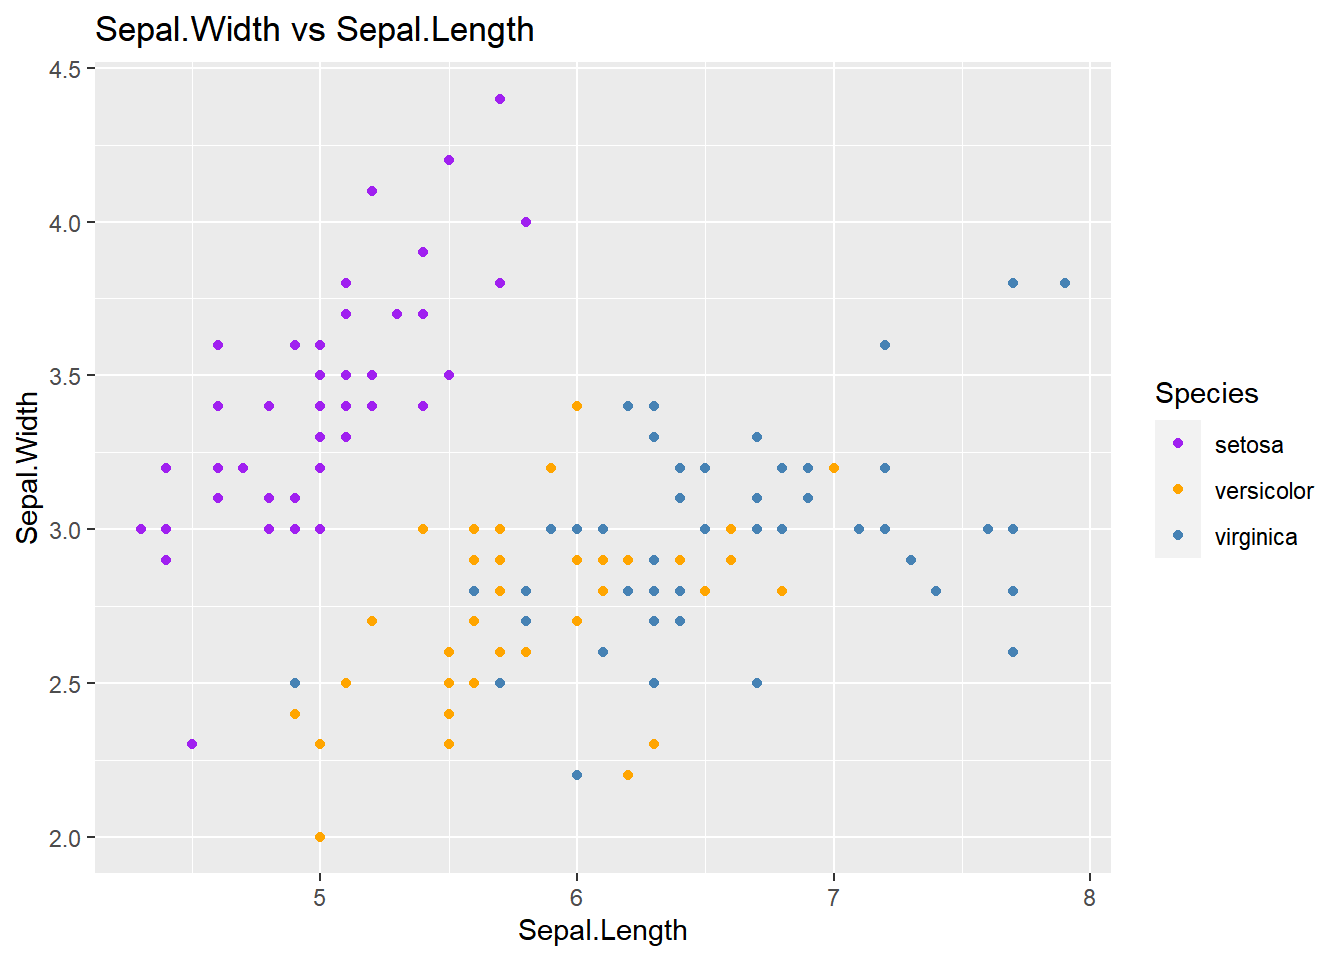 Sepal.Width vs Sepal.Length
4.5
4.0
3.5
3.0
2.5
2.0
Sepal.Width
5 6 7 8
Sepal.Length
Species
setosa
versicolor
virginica